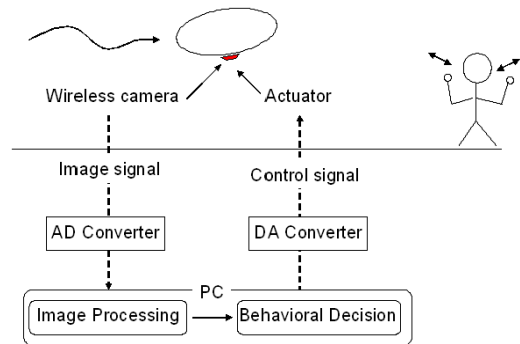 Wireless camera
Actuator
Image signal
Control signal
AD Converter
DA Converter
PC
Image Processing
Behavioral Decision